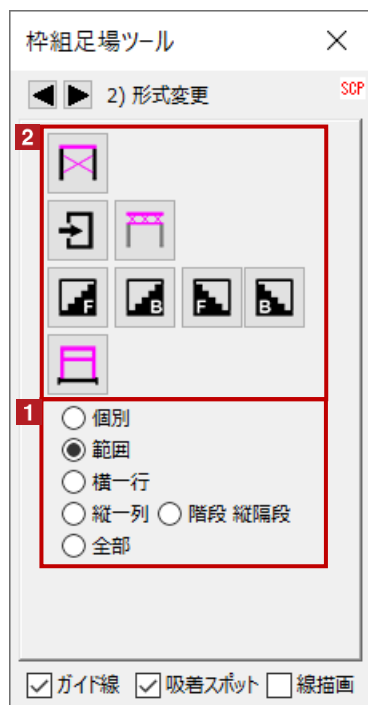 枠組足場ツール
2) 形式変更
SCP
2
F B F B
1
個別
範囲
横一行
縦一列 階段 縦隔段
全部
ガイド線 吸着スポット 線描画